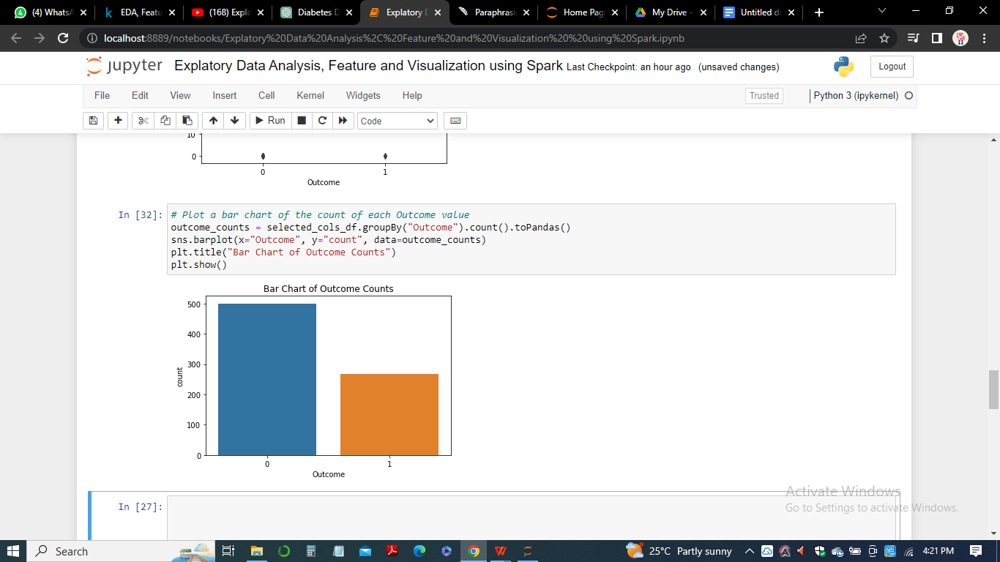 (4) WhatsA
EDA, Featu
(168) Explo
Diabetes D
Explatory D
Paraphrasi
Home Pag
My Drive -
Untitled d
localhost:8889/notebooks/Explatory%20Data%20Analysis%2C%20Feature%20and%20Visualization%20%20using%20Spark.ipynb
jupyter Explatory Data Analysis, Feature and Visualization using Spark Last Checkpoint: an hour ago (unsaved changes)
Logout
File Edit View Insert Cell Kernel Widgets Help
Trusted
Python 3 (ipykernel)
Run
Code
10
0
0 1
Outcome
In [32]:
# Plot a bar chart of the count of each Outcome value
outcome_counts = selected_cols_df.groupBy("Outcome").count().toPandas()
sns.barplot(x="Outcome", y="count", data=outcome_counts)
plt.title("Bar Chart of Outcome Counts")
plt.show()
Bar Chart of Outcome Counts
500
400
300
200
100
0
count
0 1
Outcome
In [27]:
Activate Windows
Go to Settings to activate Windows.
Search
25°C Partly sunny
4:21 PM